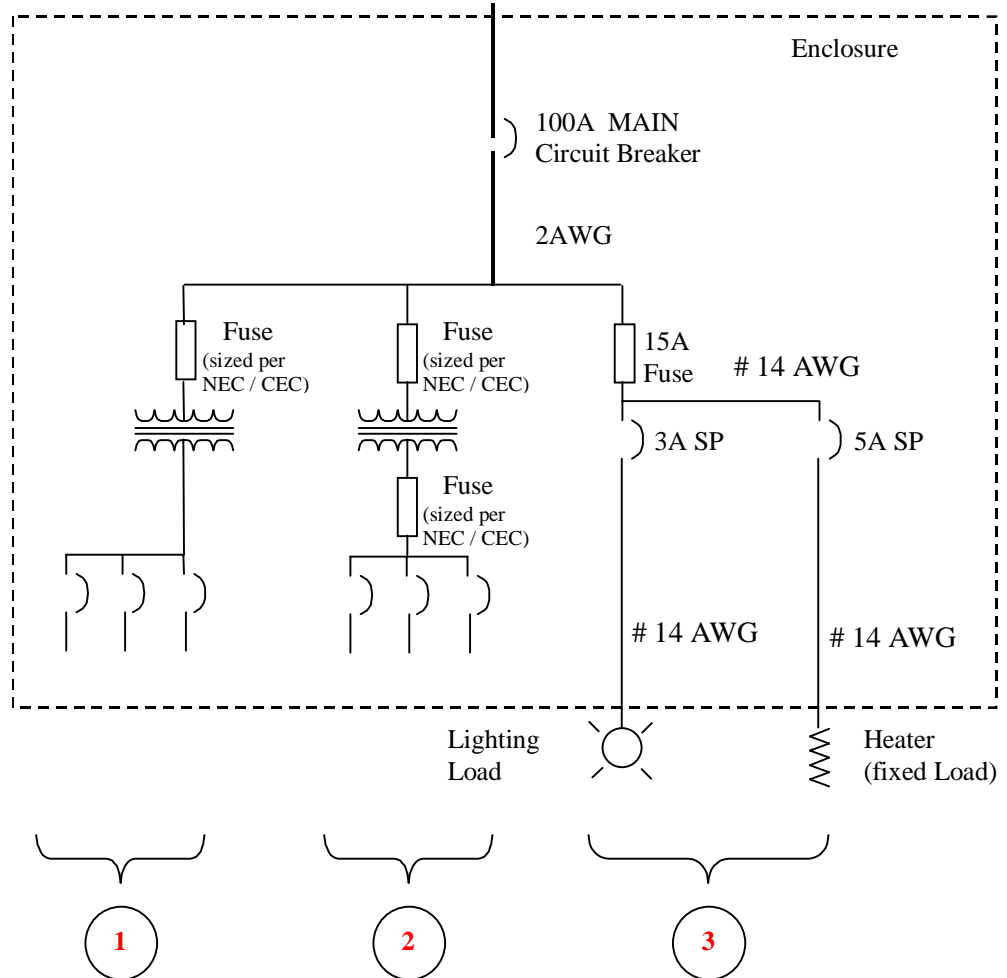 Enclosure
100A MAIN
Circuit Breaker
2AWG
Fuse
(sized per
NEC / CEC)
Fuse
(sized per
NEC / CEC)
15A
Fuse
# 14 AWG
3A SP
5A SP
Fuse
(sized per
NEC / CEC)
# 14 AWG
# 14 AWG
Lighting
Load
Heater
(fixed Load)
1
2
3